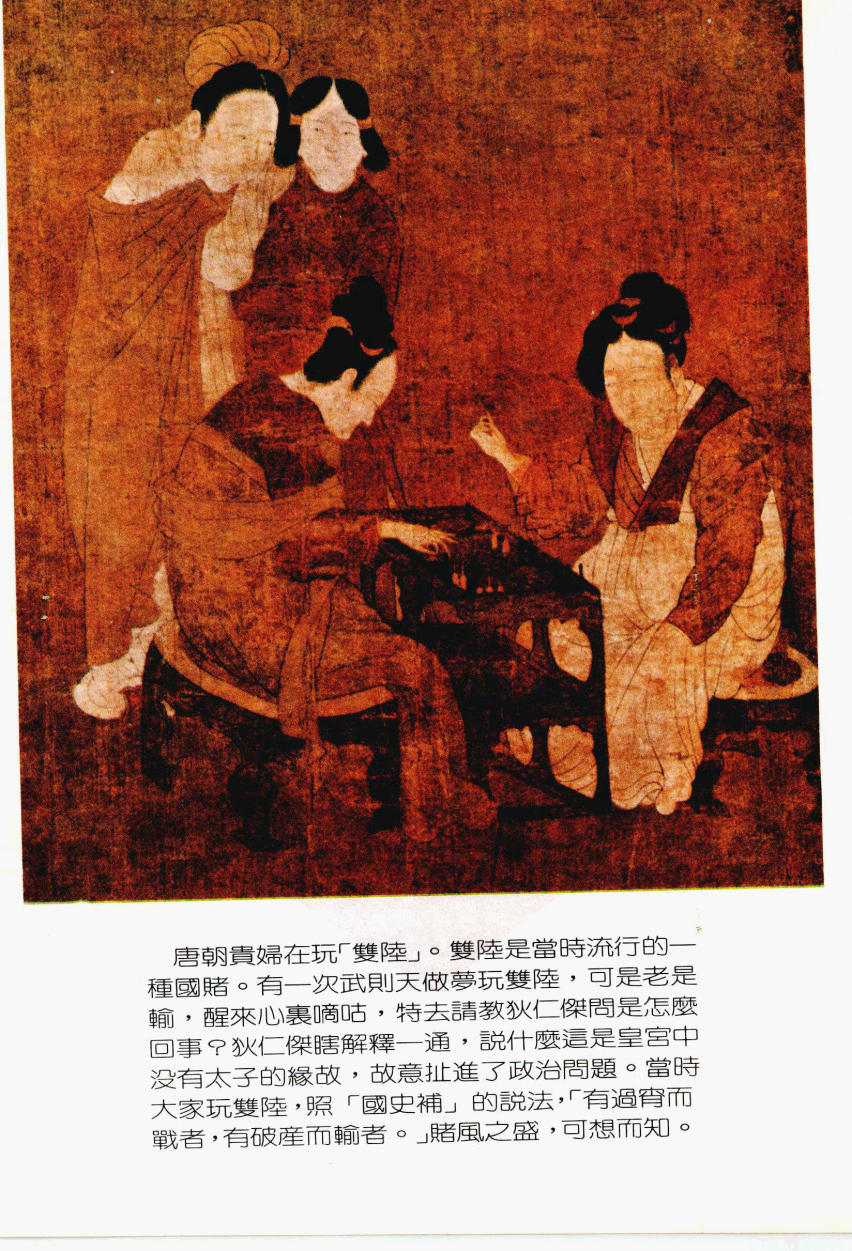 唐朝貴婦在玩「雙陸」。雙陸是當時流行的一
種國賭。有一次武則天做夢玩雙陸，可是老是
輸，醒來心裏嘀咕，特去請教狄仁傑問是怎麼
回事？狄仁傑瞎解釋一通，説什麼這是皇宮中
没有太子的緣故，故意扯進了政治問題。當時
大家玩雙陸，照「國史補」的説法，「有過宵而
戰者，有破産而輸者。」賭風之盛，可想而知。